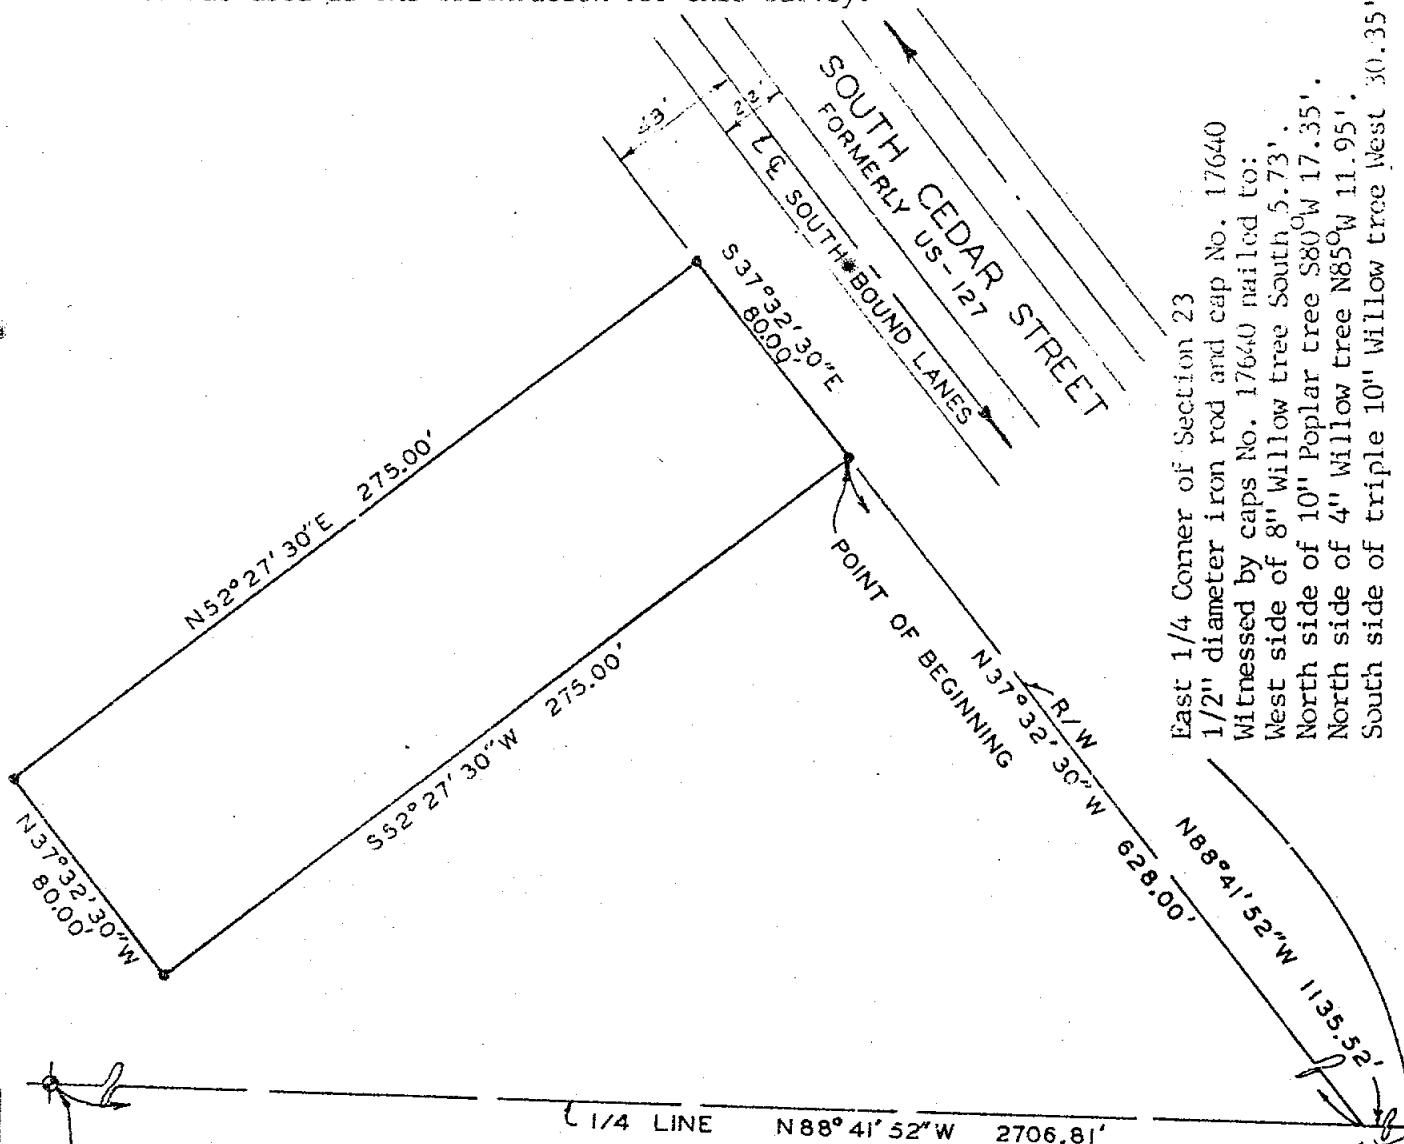 SOUTH CEDAR STREET
FORMERLY US-127
℄ SOUTH BOUND LANES
22'
S37°32'30"E
80.00'
N52°27'30"E 275.00'
S52°27'30"W 275.00'
N37°32'30"W
80.00'
POINT OF BEGINNING
R/W
N37°32'30"W 628.00'
N88°41'52"W 1135.52'
1/4 LINE N88°41'52"W 2706.81'
East 1/4 Corner of Section 23
1/2" diameter iron rod and cap No. 17640
Witnessed by caps No. 17640 nailed to:
West side of 8" Willow tree South 5.73'.
North side of 10" Poplar tree S80°W 17.35'.
North side of 4" Willow tree N85°W 11.95'.
South side of triple 10" Willow tree West 30.35'